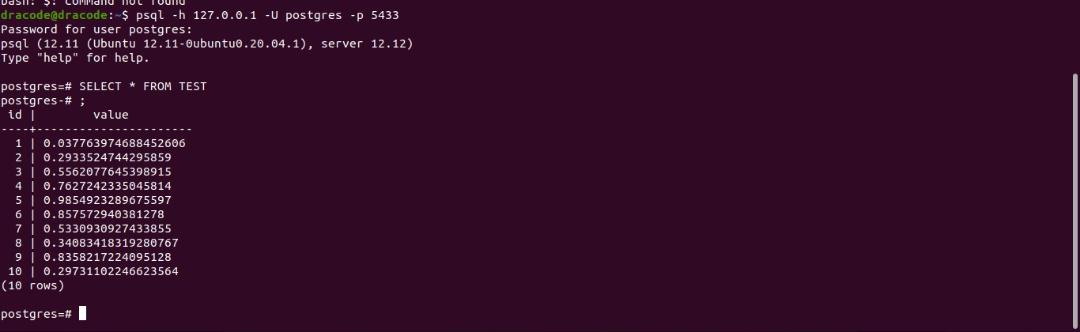 bash: $: command not found
dracode@dracode:~$ psql -h 127.0.0.1 -U postgres -p 5433
Password for user postgres:
psql (12.11 (Ubuntu 12.11-0ubuntu0.20.04.1), server 12.12)
Type "help" for help.
postgres=# SELECT * FROM TEST
postgres-# ;
id | value
----+----------------------
1 | 0.037763974688452606
2 | 0.2933524744295859
3 | 0.5562077645398915
4 | 0.7627242335045814
5 | 0.9854923289675597
6 | 0.857572940381278
7 | 0.5330930927433855
8 | 0.34083418319280767
9 | 0.8358217224095128
10 | 0.29731102246623564
(10 rows)
postgres=#